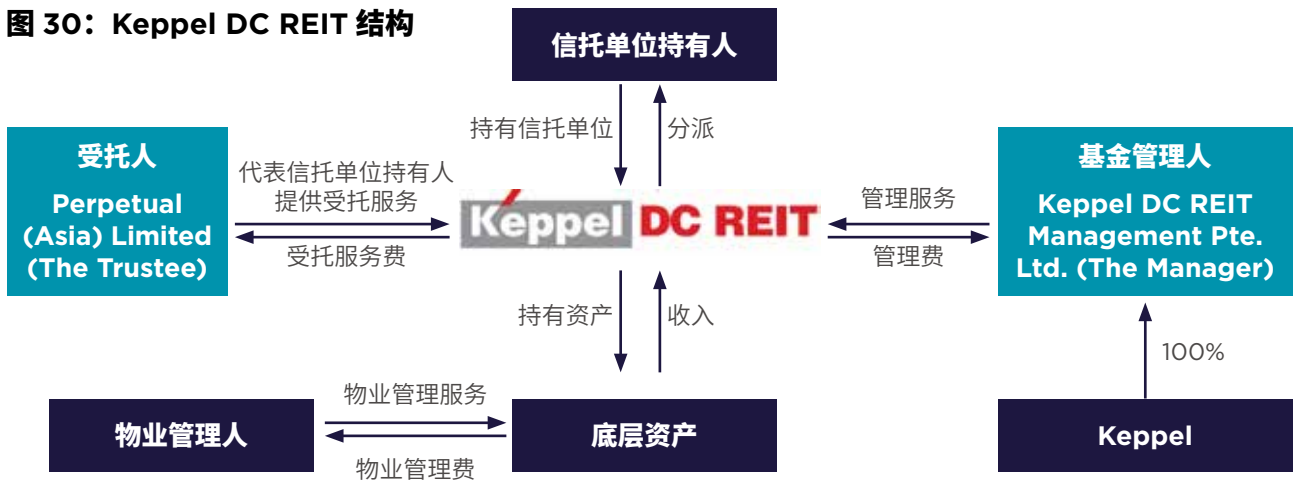 图 30：Keppel DC REIT 结构
信托单位持有人
持有信托单位
分派
受托人
Perpetual
(Asia) Limited
(The Trustee)
代表信托单位持有人
提供受托服务
受托服务费
Keppel DC REIT
管理服务
管理费
基金管理人
Keppel DC REIT
Management Pte.
Ltd. (The Manager)
持有资产
收入
100%
物业管理人
物业管理服务
物业管理费
底层资产
Keppel